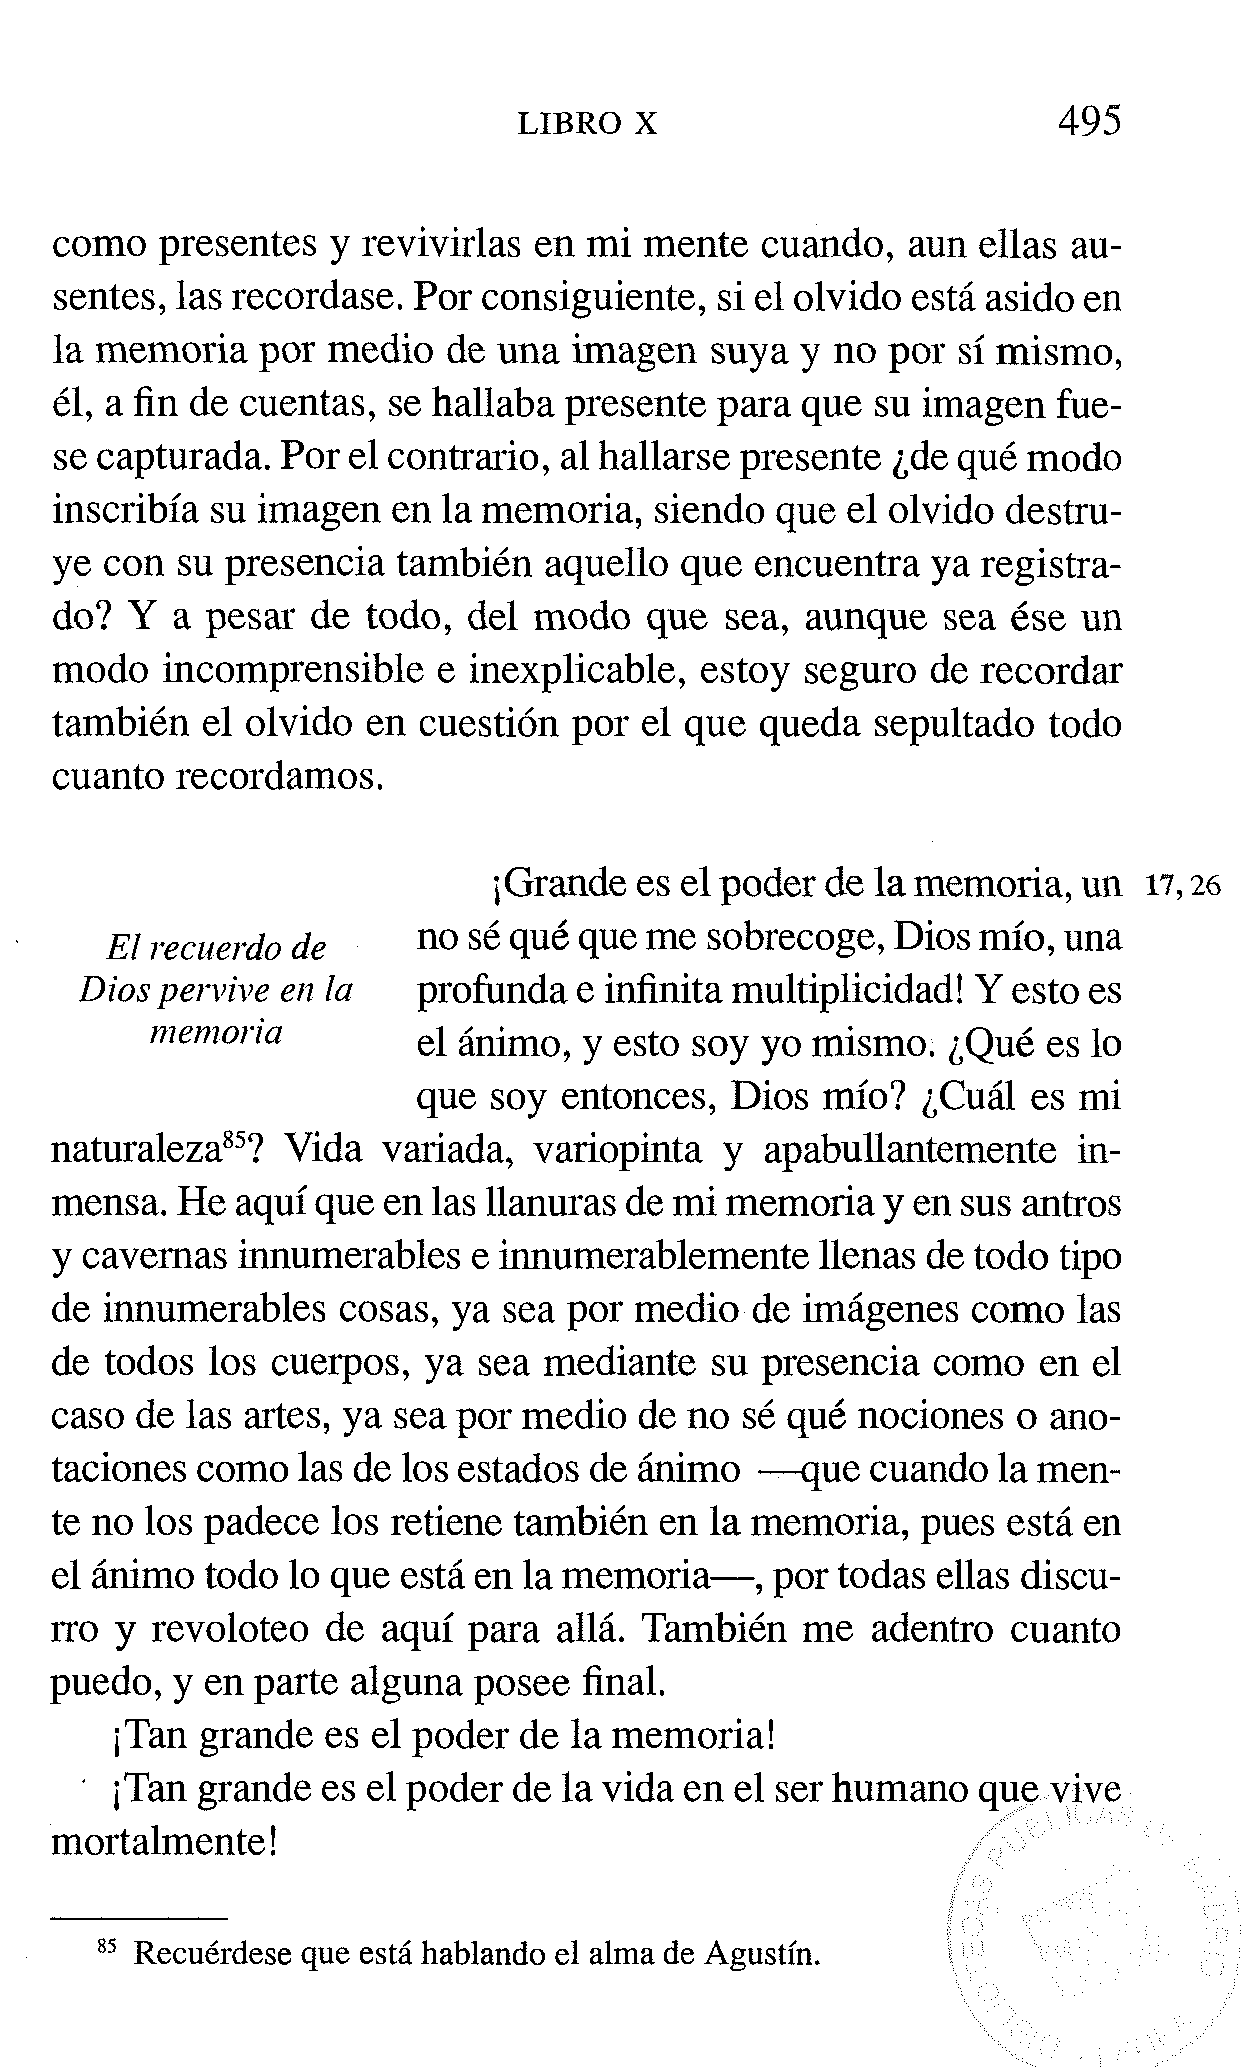 LIBRO X 495
como presentes y revivirlas en mi mente cuando, aun ellas au-
sentes, las recordase. Por consiguiente, si el olvido está asido en
la memoria por medio de una imagen suya y no por sí mismo,
él, a fin de cuentas, se hallaba presente para que su imagen fue-
se capturada. Por el contrario, al hallarse presente ¿de qué modo
inscribía su imagen en la memoria, siendo que el olvido destru-
ye con su presencia también aquello que encuentra ya registra-
do? Y a pesar de todo, del modo que sea, aunque sea ése un
modo incomprensible e inexplicable, estoy seguro de recordar
también el olvido en cuestión por el que queda sepultado todo
cuanto recordamos.
El recuerdo de
Dios pervive en la
memoria
¡Grande es el poder de la memoria, un 17, 26
no sé qué que me sobrecoge, Dios mío, una
profunda e infinita multiplicidad! Y esto es
el ánimo, y esto soy yo mismo. ¿Qué es lo
que soy entonces, Dios mío? ¿Cuál es mi
naturaleza⁸⁵? Vida variada, variopinta y apabullantemente in-
mensa. He aquí que en las llanuras de mi memoria y en sus antros
y cavernas innumerables e innumerablemente llenas de todo tipo
de innumerables cosas, ya sea por medio de imágenes como las
de todos los cuerpos, ya sea mediante su presencia como en el
caso de las artes, ya sea por medio de no sé qué nociones o ano-
taciones como las de los estados de ánimo —que cuando la men-
te no los padece los retiene también en la memoria, pues está en
el ánimo todo lo que está en la memoria—, por todas ellas discu-
rro y revoloteo de aquí para allá. También me adentro cuanto
puedo, y en parte alguna posee final.
¡Tan grande es el poder de la memoria!
¡Tan grande es el poder de la vida en el ser humano que vive
mortalmente!
⁸⁵ Recuérdese que está hablando el alma de Agustín.